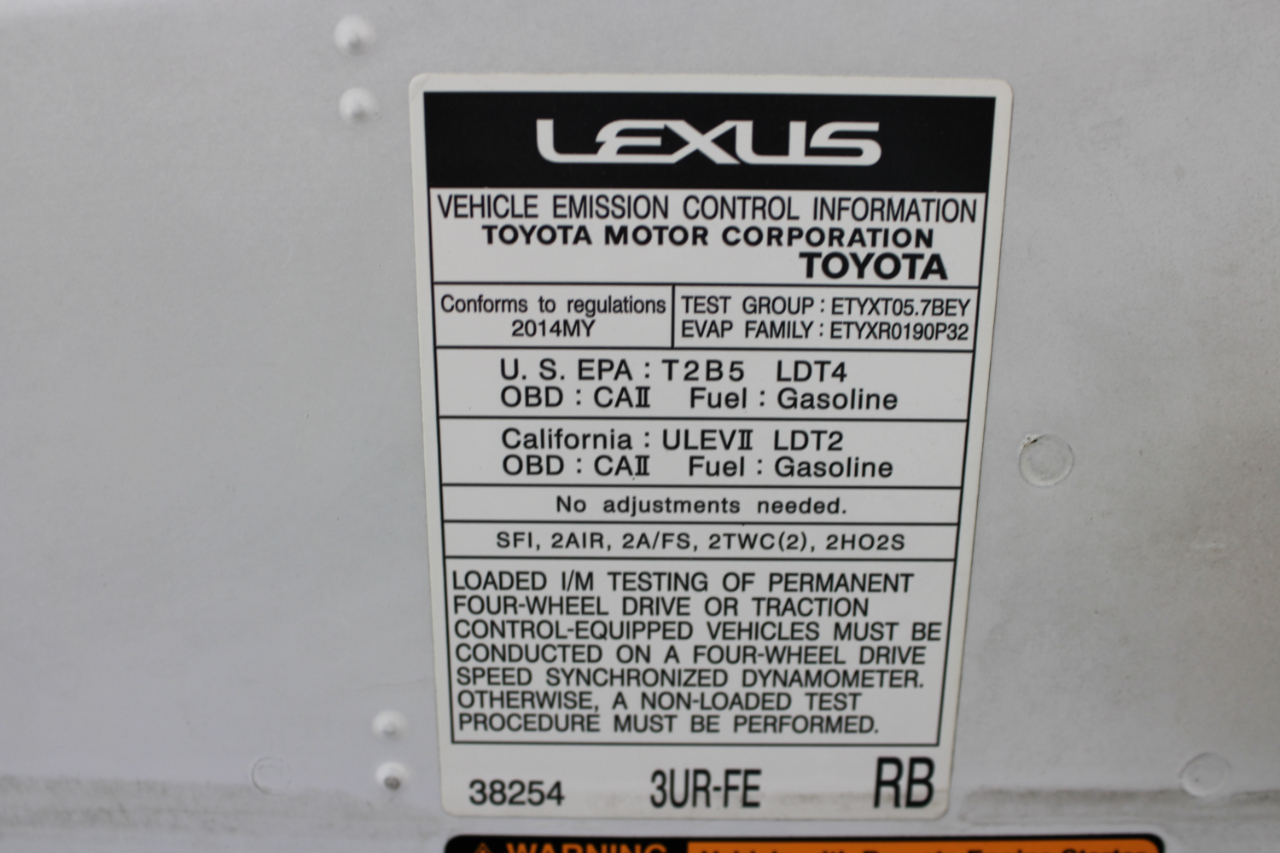 LEXUS
VEHICLE EMISSION CONTROL INFORMATION
TOYOTA MOTOR CORPORATION
TOYOTA
Conforms to regulations
2014MY
TEST GROUP : ETYXT05.7BEY
EVAP FAMILY : ETYXR0190P32
U. S. EPA : T2B5 LDT4
OBD : CAⅡ Fuel : Gasoline
California : ULEVⅡ LDT2
OBD : CAⅡ Fuel : Gasoline
No adjustments needed.
SFI, 2AIR, 2A/FS, 2TWC(2), 2HO2S
LOADED I/M TESTING OF PERMANENT
FOUR-WHEEL DRIVE OR TRACTION
CONTROL-EQUIPPED VEHICLES MUST BE
CONDUCTED ON A FOUR-WHEEL DRIVE
SPEED SYNCHRONIZED DYNAMOMETER.
OTHERWISE, A NON-LOADED TEST
PROCEDURE MUST BE PERFORMED.
38254 3UR-FE RB
WARNING